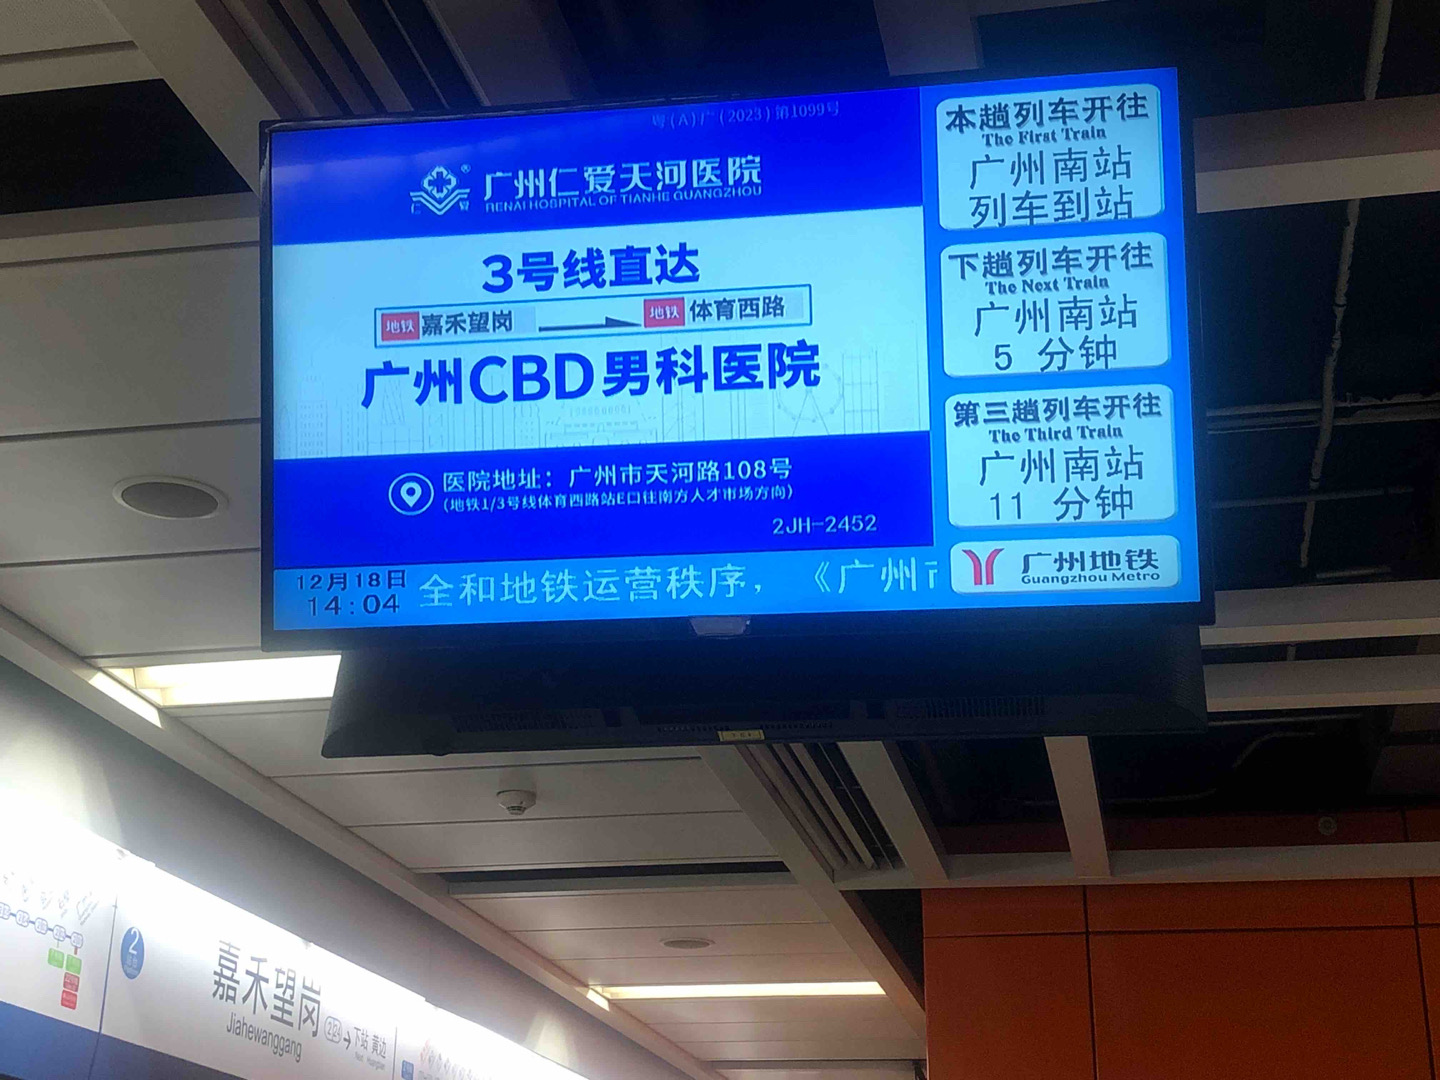 粤(A)广(2023)第1099号
广州仁爱天河医院
RENAI HOSPITAL OF TIANHE GUANGZHOU
仁 爱
3号线直达
地铁 嘉禾望岗 地铁 体育西路
广州CBD男科医院
医院地址：广州市天河路108号
(地铁1/3号线体育西路站E口往南方人才市场方向)
2JH-2452
12月18日
14:04
全和地铁运营秩序，《广州市
本趟列车开往
The First Train
广州南站
列车到站
下趟列车开往
The Next Train
广州南站
5 分钟
第三趟列车开往
The Third Train
广州南站
11 分钟
广州地铁
Guangzhou Metro
2
嘉禾望岗
Jiahewanggang
下站 黄边